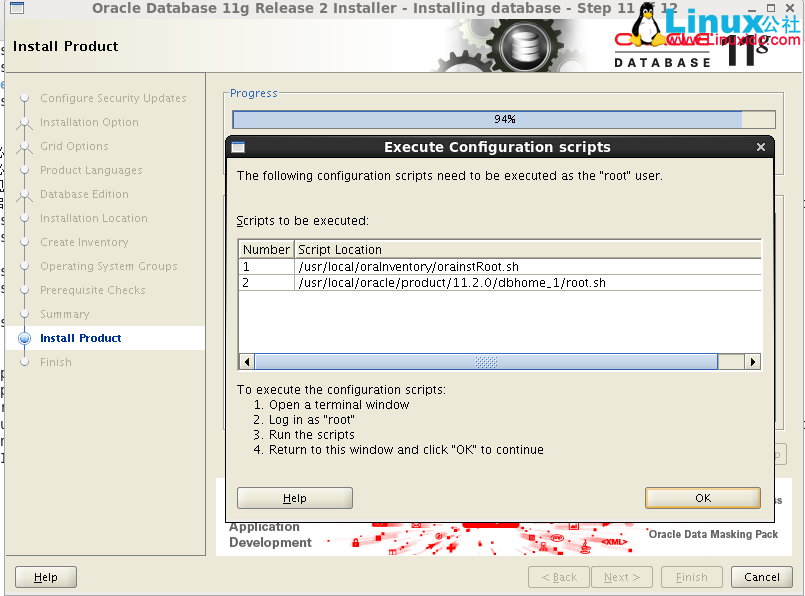 Oracle Database 11g Release 2 Installer - Installing database - Step 11 of 12
Install Product
Linux公社
www.Linuxidc.com
ORACLE
DATABASE 11g
Configure Security Updates
Installation Option
Grid Options
Product Languages
Database Edition
Installation Location
Create Inventory
Operating System Groups
Prerequisite Checks
Summary
Install Product
Finish
Progress
94%
Execute Configuration scripts
The following configuration scripts need to be executed as the "root" user.
Scripts to be executed:
Number Script Location
1 /usr/local/oraInventory/orainstRoot.sh
2 /usr/local/oracle/product/11.2.0/dbhome_1/root.sh
To execute the configuration scripts:
1. Open a terminal window
2. Log in as "root"
3. Run the scripts
4. Return to this window and click "OK" to continue
Help OK
Application
Development
<XML>
Oracle Data Masking Pack
Help < Back Next > Finish Cancel